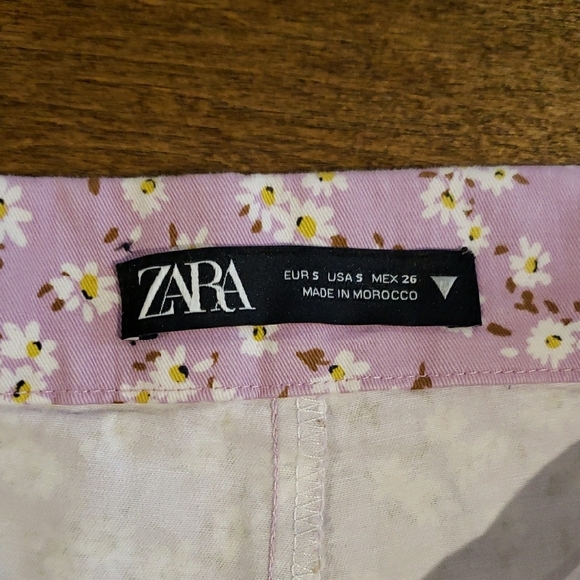 ZARA
EUR S USA S MEX 26
MADE IN MOROCCO